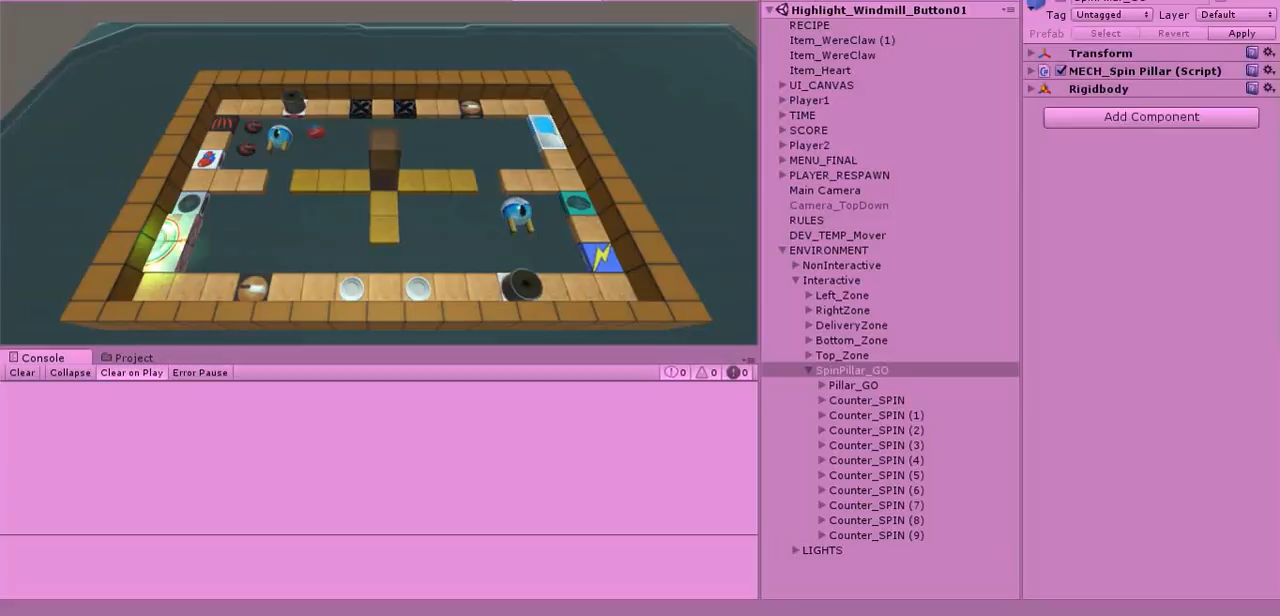 Highlight_Windmill_Button01
RECIPE
Item_WereClaw (1)
Item_WereClaw
Item_Heart
UI_CANVAS
Player1
TIME
SCORE
Player2
MENU_FINAL
PLAYER_RESPAWN
Main Camera
Camera_TopDown
RULES
DEV_TEMP_Mover
ENVIRONMENT
NonInteractive
Interactive
Left_Zone
RightZone
DeliveryZone
Bottom_Zone
Top_Zone
SpinPillar_GO
Pillar_GO
Counter_SPIN
Counter_SPIN (1)
Counter_SPIN (2)
Counter_SPIN (3)
Counter_SPIN (4)
Counter_SPIN (5)
Counter_SPIN (6)
Counter_SPIN (7)
Counter_SPIN (8)
Counter_SPIN (9)
LIGHTS
Tag Untagged Layer Default
Prefab Select Revert Apply
Transform
MECH_Spin Pillar (Script)
Rigidbody
Add Component
Console Project
Clear Collapse Clear on Play Error Pause 0 0 0